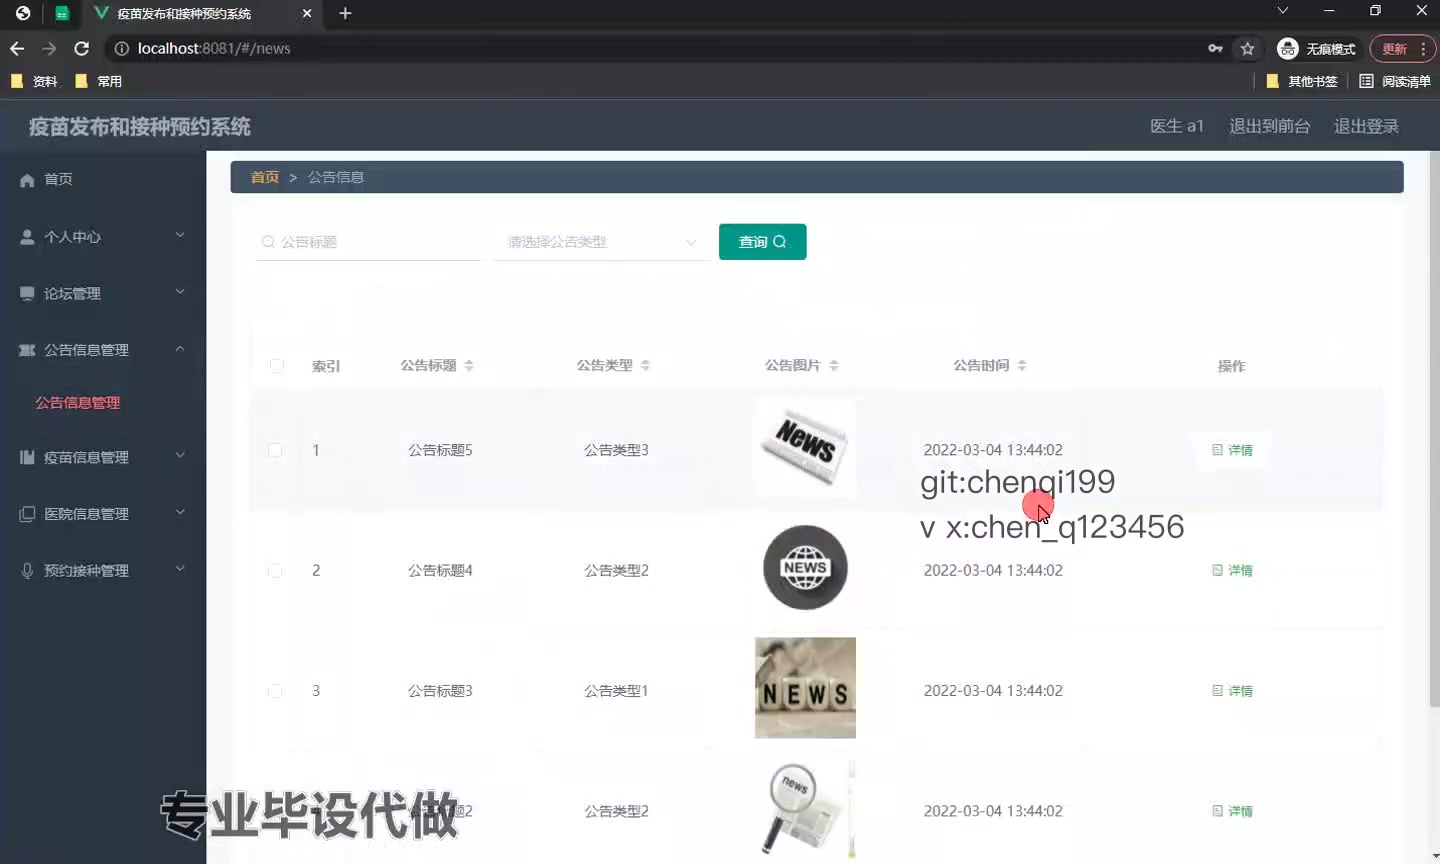 疫苗发布和接种预约系统
localhost:8081/#/news
无痕模式
更新
资料
常用
其他书签
阅读清单
疫苗发布和接种预约系统
医生 a1
退出到前台
退出登录
首页
个人中心
论坛管理
公告信息管理
公告信息管理
疫苗信息管理
医院信息管理
预约接种管理
首页 > 公告信息
公告标题
请选择公告类型
查询
索引 公告标题 公告类型 公告图片 公告时间 操作
1 公告标题5 公告类型3 News 2022-03-04 13:44:02 详情
git:chenqi199
v x:chen_q123456
2 公告标题4 公告类型2 NEWS 2022-03-04 13:44:02 详情
3 公告标题3 公告类型1 NEWS 2022-03-04 13:44:02 详情
题2 公告类型2 news 2022-03-04 13:44:02 详情
专业毕设代做